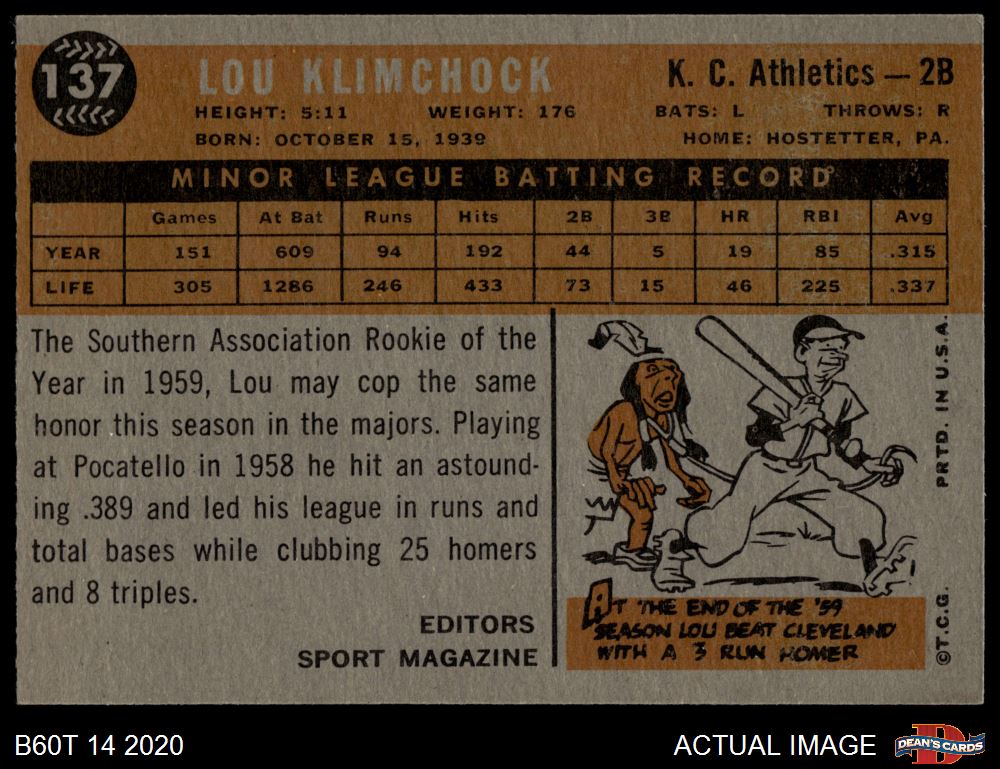 137
LOU KLIMCHOCK
K. C. Athletics — 2B
HEIGHT: 5:11 WEIGHT: 176 BATS: L THROWS: R
BORN: OCTOBER 15, 1939 HOME: HOSTETTER, PA.
MINOR LEAGUE BATTING RECORD
Games At Bat Runs Hits 2B 3B HR RBI Avg
YEAR 151 609 94 192 44 5 19 85 .315
LIFE 305 1286 246 433 73 15 46 225 .337
The Southern Association Rookie of the
Year in 1959, Lou may cop the same
honor this season in the majors. Playing
at Pocatello in 1958 he hit an astound-
ing .389 and led his league in runs and
total bases while clubbing 25 homers
and 8 triples.
EDITORS
SPORT MAGAZINE
AT THE END OF THE '59
SEASON LOU BEAT CLEVELAND
WITH A 3 RUN HOMER
©T.C.G. PRTD. IN U.S.A.
B60T 14 2020
ACTUAL IMAGE
D
DEAN'S CARDS